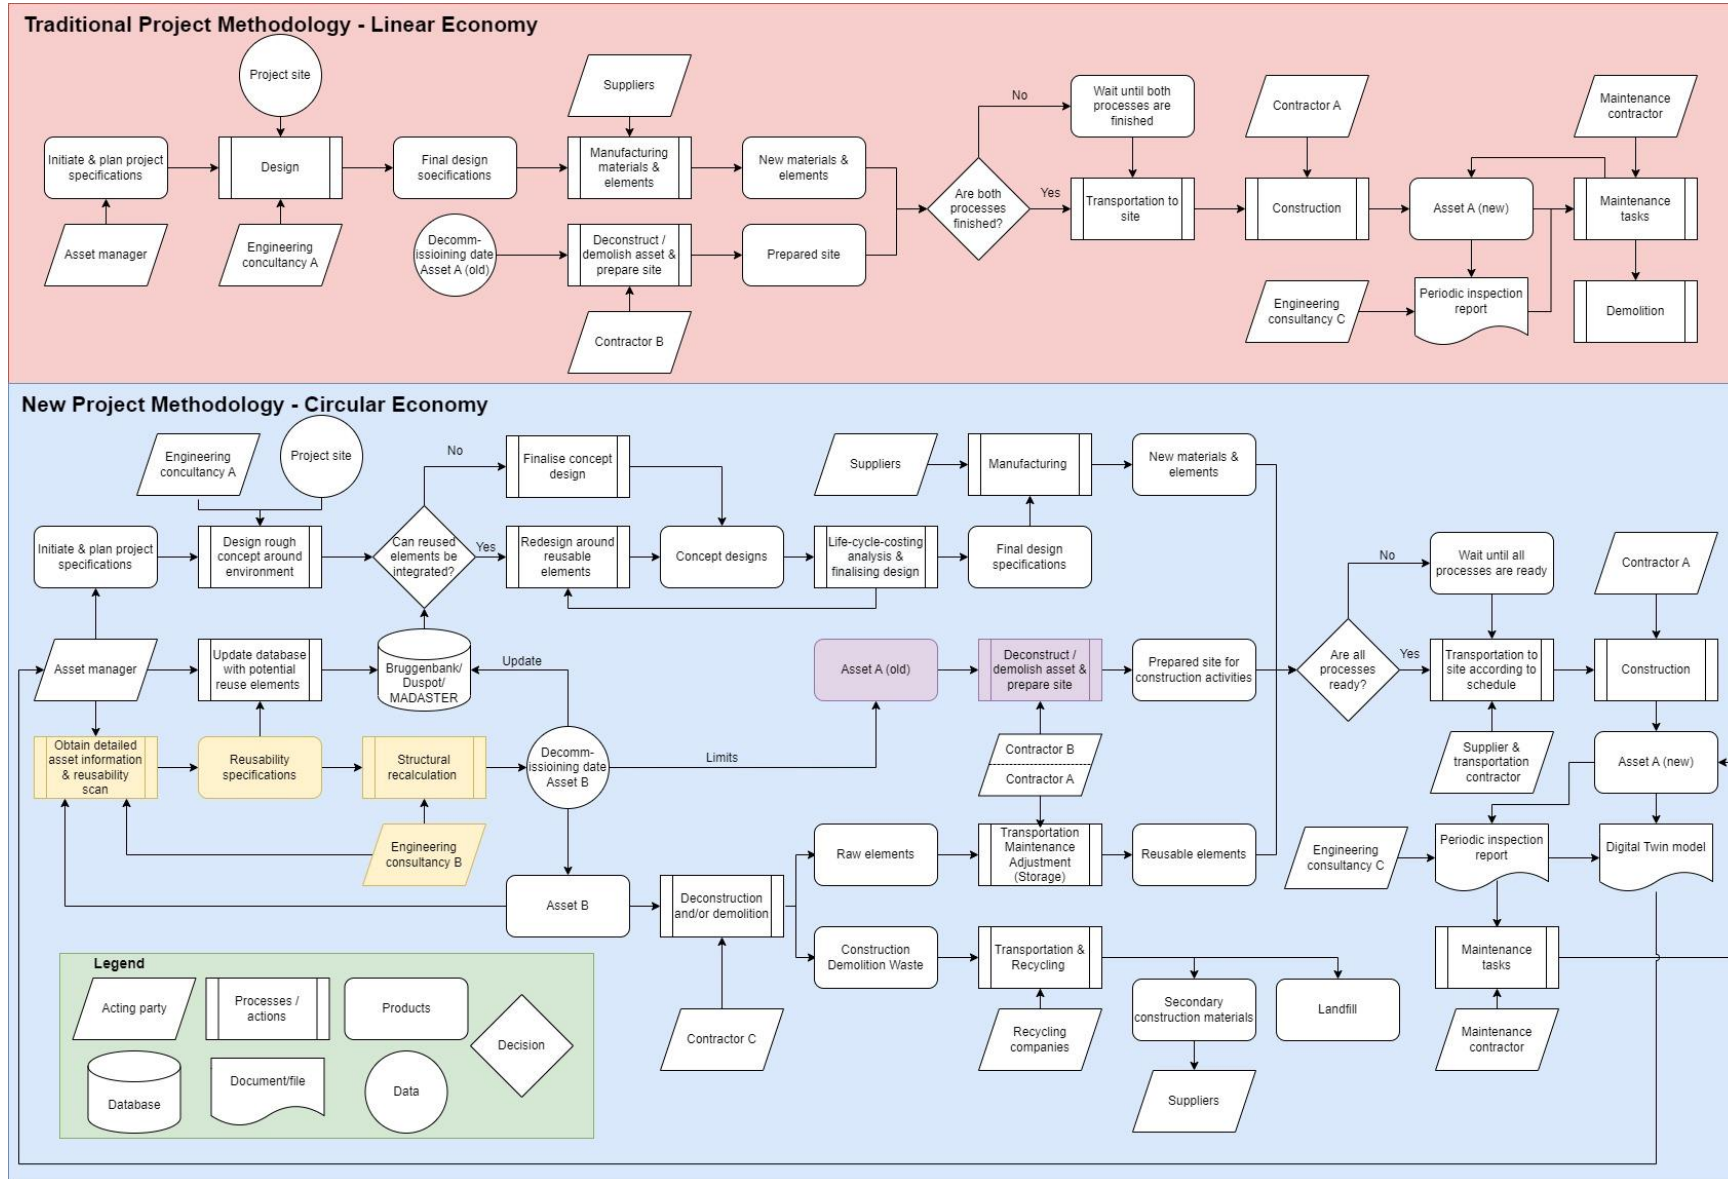 Traditional Project Methodology - Linear Economy
Project site
Suppliers
No
Wait until both
processes are
finished
Contractor A
Maintenance
contractor
Initiate & plan project
specifications
Design
Final design
soecifications
Manufacturing
materials &
elements
New materials &
elements
Are both
processes
finished?
Yes
Transportation to
site
Construction
Asset A (new)
Maintenance
tasks
Asset manager
Engineering
concultancy A
Decomm-
issioining date
Asset A (old)
Deconstruct /
demolish asset &
prepare site
Prepared site
Contractor B
Engineering
consultancy C
Periodic inspection
report
Demolition
New Project Methodology - Circular Economy
Engineering
concultancy A
Project site
No
Finalise concept
design
Suppliers
Manufacturing
New materials &
elements
Initiate & plan project
specifications
Design rough
concept around
environment
Can reused
elements be
integrated?
Yes
Redesign around
reusable
elements
Concept designs
Life-cycle-costing
analysis &
finalising design
Final design
specifications
No
Wait until all
processes are ready
Contractor A
Asset manager
Update database
with potential
reuse elements
Bruggenbank/
Duspot/
MADASTER
Update
Asset A (old)
Deconstruct /
demolish asset &
prepare site
Prepared site for
construction activities
Are all
processes
ready?
Yes
Transportation to
site according to
schedule
Construction
Obtain detailed
asset information
& reusability
scan
Reusability
specifications
Structural
recalculation
Decomm-
issioining date
Asset B
Limits
Contractor B
Contractor A
Supplier &
transportation
contractor
Asset A (new)
Engineering
consultancy B
Raw elements
Transportation
Maintenance
Adjustment
(Storage)
Reusable elements
Engineering
consultancy C
Periodic inspection
report
Digital Twin model
Asset B
Deconstruction
and/or demolition
Construction
Demolition Waste
Transportation &
Recycling
Maintenance
tasks
Contractor C
Recycling
companies
Secondary
construction materials
Landfill
Maintenance
contractor
Suppliers
Legend
Acting party
Processes /
actions
Products
Decision
Database
Document/file
Data